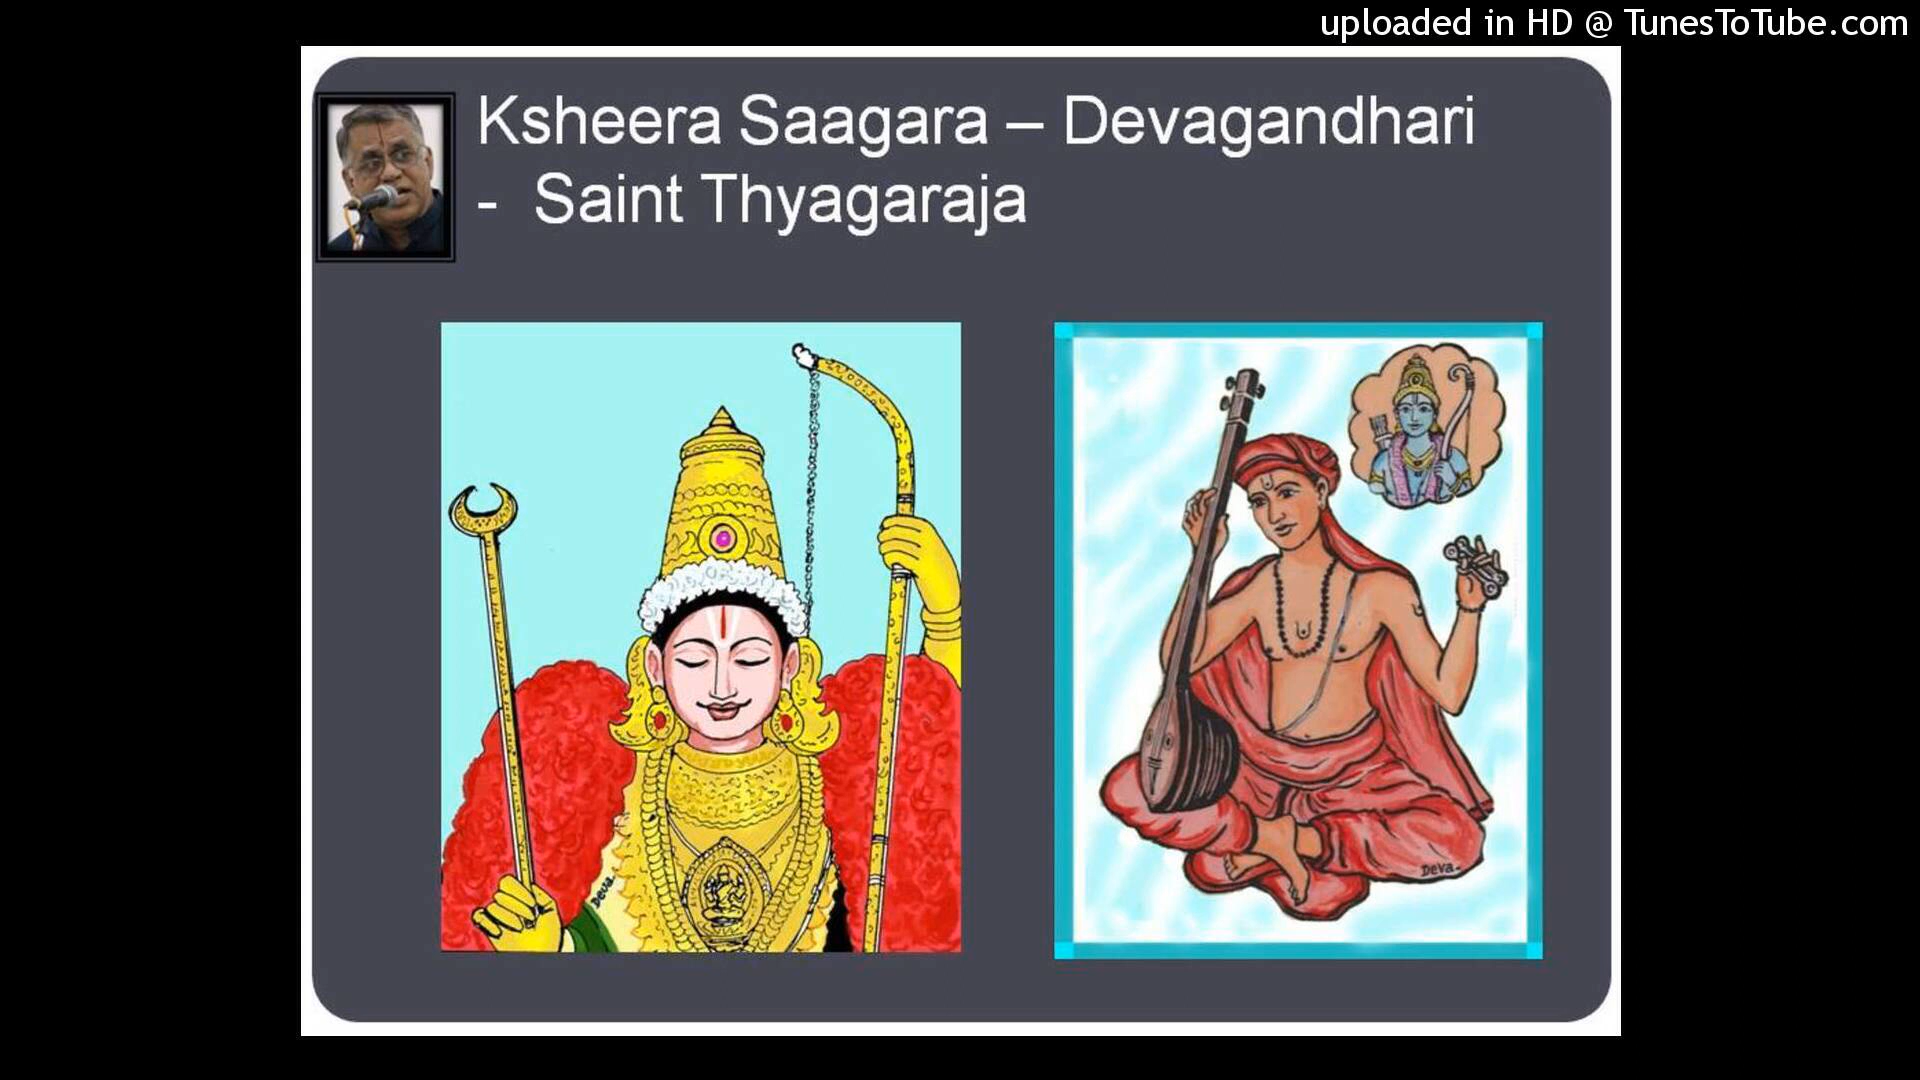 uploaded in HD @ TunesToTube.com
Ksheera Saagara – Devagandhari
- Saint Thyagaraja
Deva.
Deva.